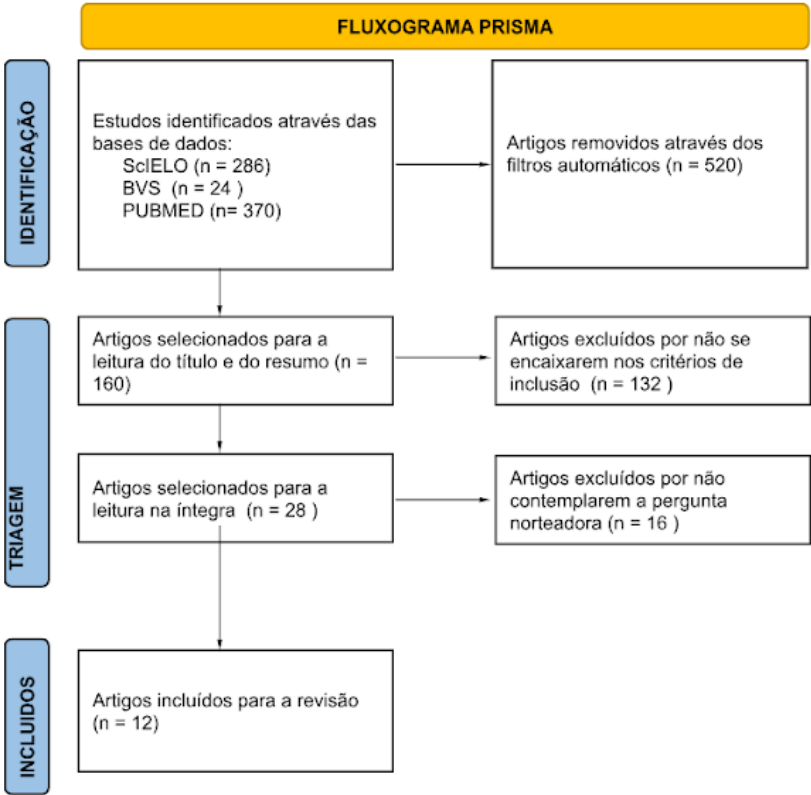 FLUXOGRAMA PRISMA
IDENTIFICAÇÃO
Estudos identificados através das
bases de dados:
ScIELO (n = 286)
BVS (n = 24 )
PUBMED (n= 370)
Artigos removidos através dos
filtros automáticos (n = 520)
TRIAGEM
Artigos selecionados para a
leitura do título e do resumo (n =
160)
Artigos excluídos por não se
encaixarem nos critérios de
inclusão (n = 132 )
Artigos selecionados para a
leitura na íntegra (n = 28 )
Artigos excluídos por não
contemplarem a pergunta
norteadora (n = 16 )
INCLUIDOS
Artigos incluídos para a revisão
(n = 12)